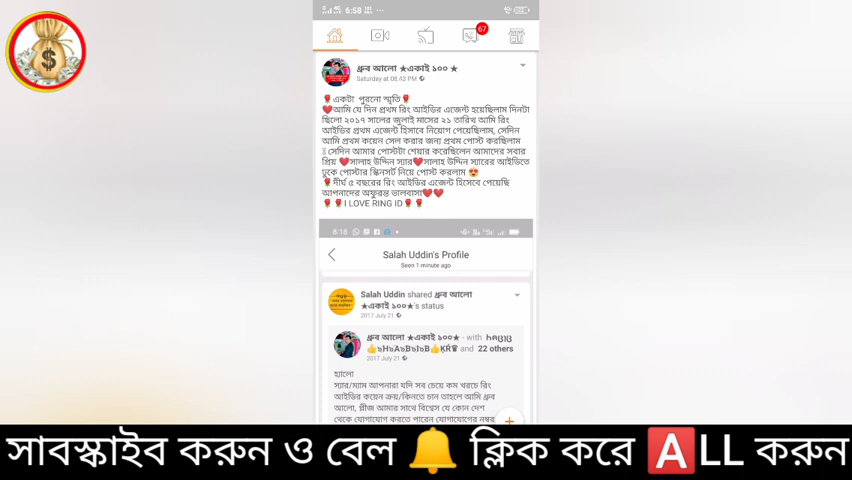 6:58
67
ধ্রুব আলো ★একাই ১০০ ★
Saturday at 08.43 PM
🌹একটা পুরনো স্মৃতি🌹
❤️আমি যে দিন প্রথম রিং আইডির এজেন্ট হয়েছিলাম দিনটা
ছিলো ২০১৭ সালের জুলাই মাসের ২১ তারিখ আমি রিং
আইডির প্রথম এজেন্ট হিসাবে নিয়োগ পেয়েছিলাম, সেদিন
আমি প্রথম কয়েন সেল করার জন্য প্রথম পোস্ট করছিলাম
সেদিন আমার পোস্টটা শেয়ার করেছিলেন আমাদের সবার
প্রিয় ❤️সালাহ উদ্দিন স্যার❤️সালাহ উদ্দিন স্যারের আইডিতে
ঢুকে পোস্টার স্কিনসর্ট নিয়ে পোস্ট করলাম 😍
🌹দীর্ঘ ৫ বছরের রিং আইডির এজেন্ট হিসেবে পেয়েছি
আপনাদের অফুরন্ত ভালবাসা❤️❤️
🌹🌹I LOVE RING ID🌹🌹
8:18
Salah Uddin's Profile
Seen 1 minute ago
Salah Uddin shared ধ্রুব আলো
★একাই ১০০★'s status
2017 July 21
ধ্রুব আলো ★একাই ১০০★ - with
and 22 others
2017 July 21
হ্যালো
স্যার/ম্যাম আপনারা যদি সব চেয়ে কম খরচে রিং
আইডির কয়েন ক্রয়/কিনতে চান তাহলে আমি ধ্রুব
আলো, প্লীজ আমার সাথে বিশ্বেস যে কোন দেশ
থেকে যোগাযোগ করতে পারেন যোগাযোগের নম্বর
সাবস্ক্রাইব করুন ও বেল 🔔 ক্লিক করে 🅰️LL করুন